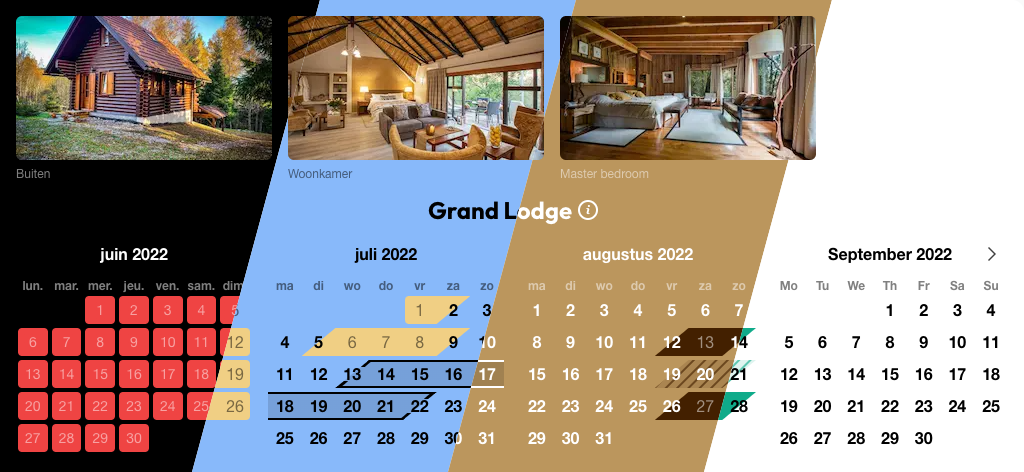 Buiten Woonkamer Master bedroom
Grand Lodge
juin 2022
lun. mar. mer. jeu. ven. sam. dim
1 2 3 4 5
6 7 8 9 10 11 12
13 14 15 16 17 18 19
20 21 22 23 24 25 26
27 28 29 30
juli 2022
ma di wo do vr za zo
1 2 3
4 5 6 7 8 9 10
11 12 13 14 15 16 17
18 19 20 21 22 23 24
25 26 27 28 29 30 31
augustus 2022
ma di wo do vr za zo
1 2 3 4 5 6 7
8 9 10 11 12 13 14
15 16 17 18 19 20 21
22 23 24 25 26 27 28
29 30 31
September 2022
Mo Tu We Th Fr Sa Su
1 2 3 4
5 6 7 8 9 10 11
12 13 14 15 16 17 18
19 20 21 22 23 24 25
26 27 28 29 30